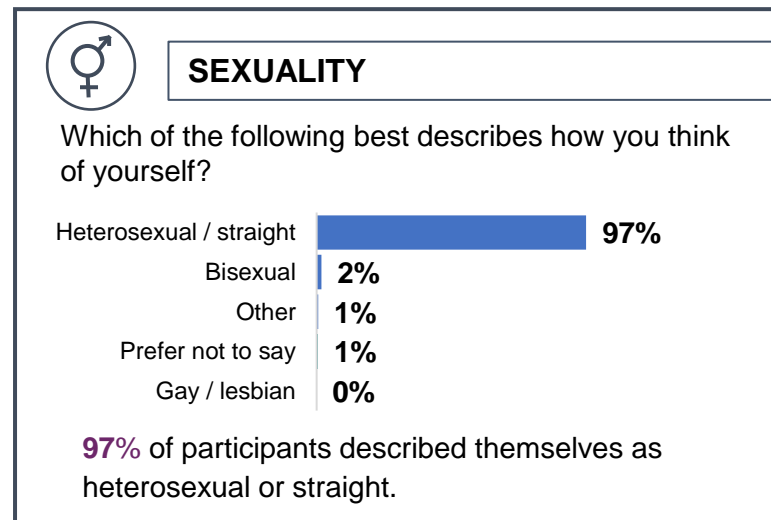 SEXUALITY
Which of the following best describes how you think
of yourself?
Heterosexual / straight 97%
Bisexual 2%
Other 1%
Prefer not to say 1%
Gay / lesbian 0%
97% of participants described themselves as
heterosexual or straight.